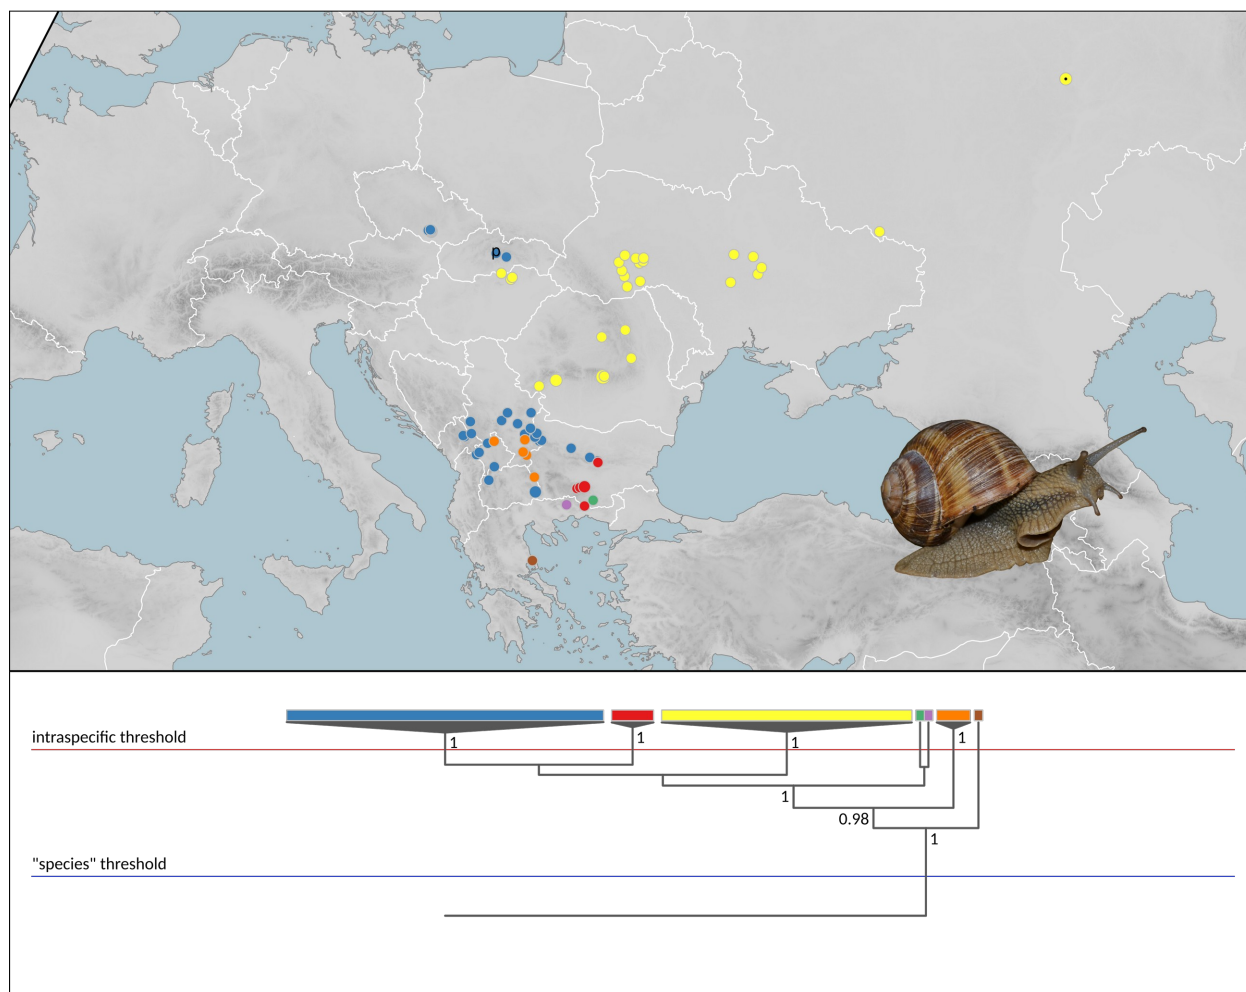 p
intraspecific threshold
1
1
1
1
1
0.98
1
"species" threshold